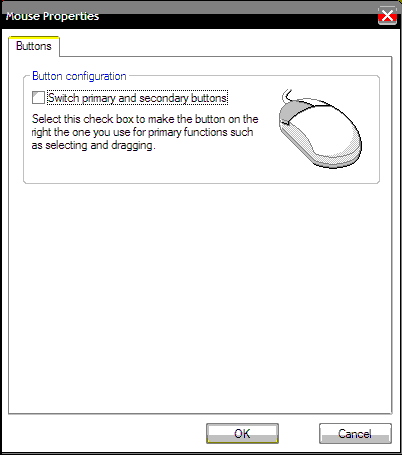 Mouse Properties
Buttons
Button configuration
Switch primary and secondary buttons
Select this check box to make the button on the
right the one you use for primary functions such
as selecting and dragging.
OK
Cancel